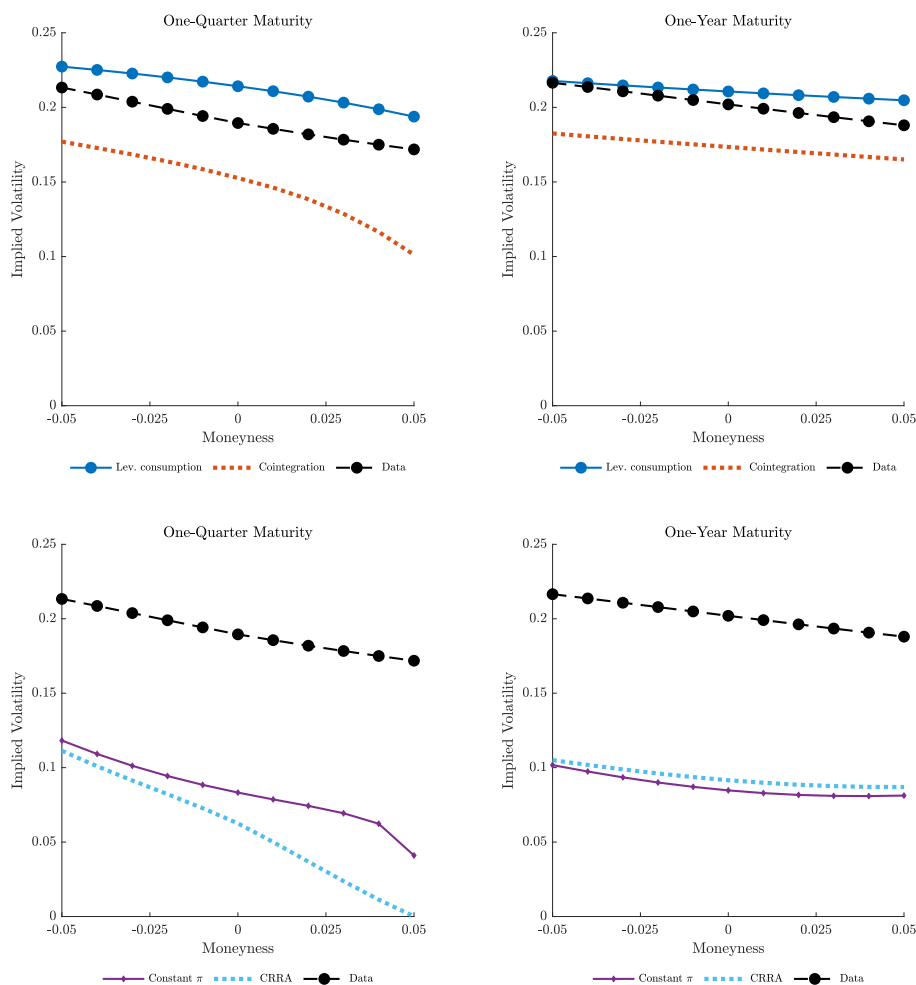 One-Quarter Maturity
0.25
0.2
0.15
0.1
0.05
0
Implied Volatility
-0.05 -0.025 0 0.025 0.05
Moneyness
Lev. consumption Cointegration Data
One-Year Maturity
0.25
0.2
0.15
0.1
0.05
0
Implied Volatility
-0.05 -0.025 0 0.025 0.05
Moneyness
Lev. consumption Cointegration Data
One-Quarter Maturity
0.25
0.2
0.15
0.1
0.05
0
Implied Volatility
-0.05 -0.025 0 0.025 0.05
Moneyness
Constant π CRRA Data
One-Year Maturity
0.25
0.2
0.15
0.1
0.05
0
Implied Volatility
-0.05 -0.025 0 0.025 0.05
Moneyness
Constant π CRRA Data